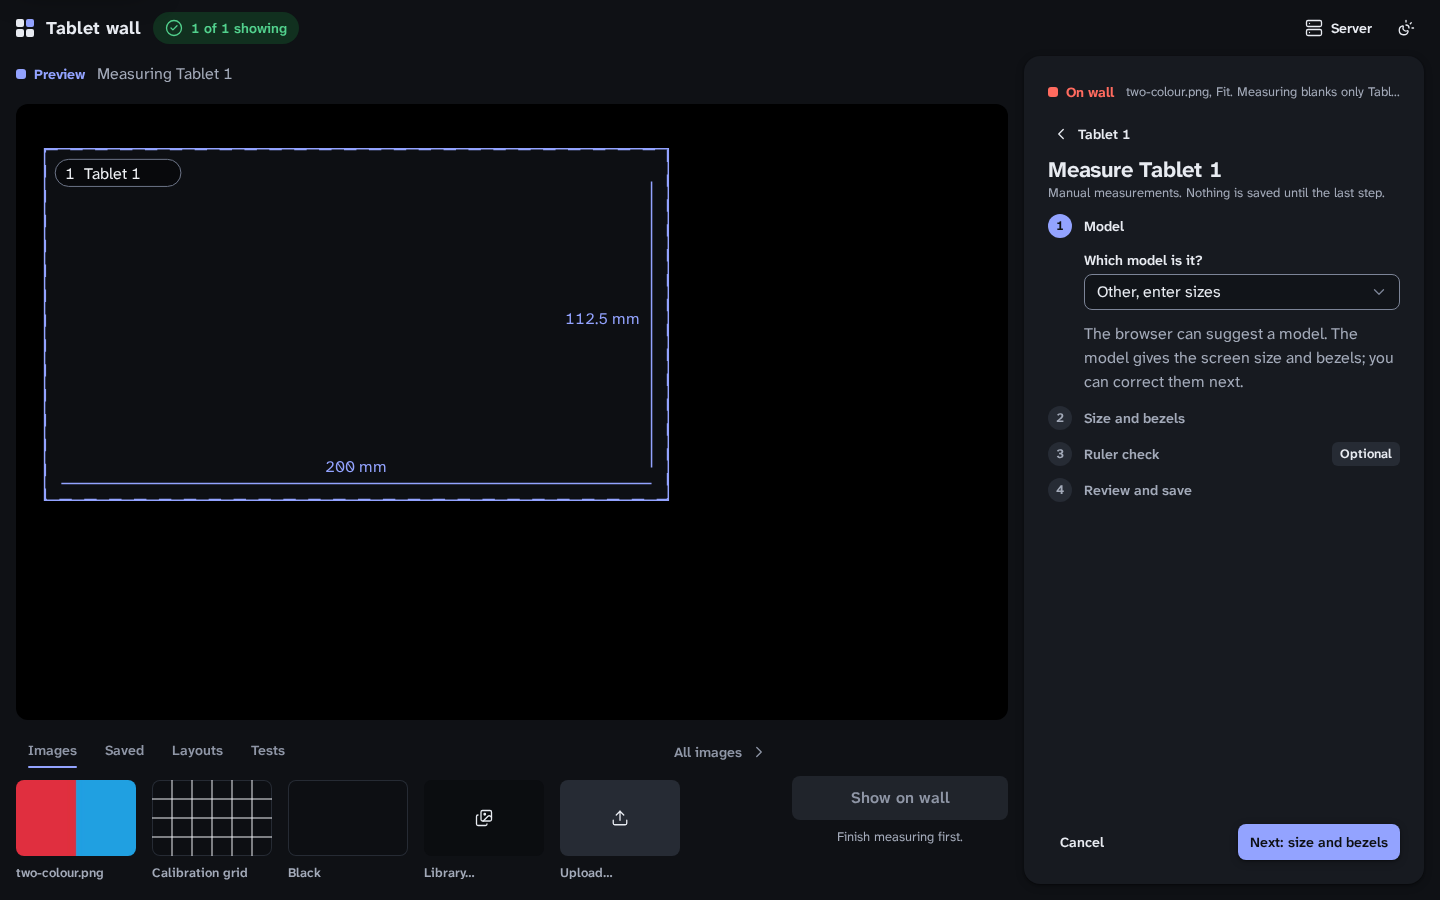 Tablet wall
1 of 1 showing
Server
Preview
Measuring Tablet 1
1 Tablet 1
112.5 mm
200 mm
Images
Saved
Layouts
Tests
All images
two-colour.png
Calibration grid
Black
Library...
Upload...
Show on wall
Finish measuring first.
On wall
two-colour.png, Fit. Measuring blanks only Tabl...
Tablet 1
Measure Tablet 1
Manual measurements. Nothing is saved until the last step.
1 Model
Which model is it?
Other, enter sizes
The browser can suggest a model. The
model gives the screen size and bezels; you
can correct them next.
2 Size and bezels
3 Ruler check
Optional
4 Review and save
Cancel
Next: size and bezels